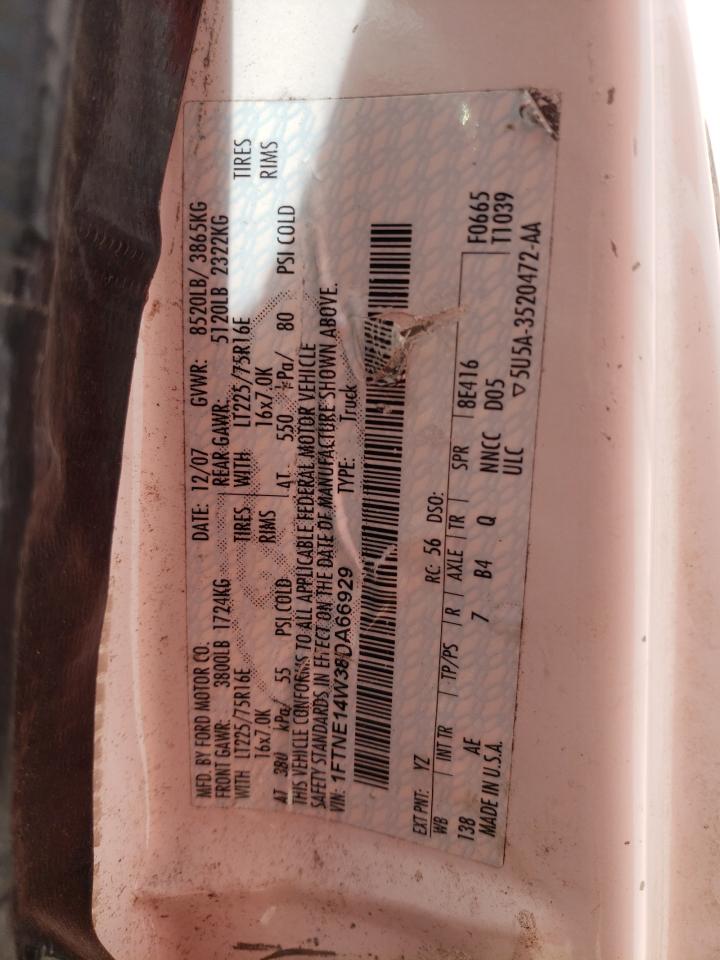 MFD. BY FORD MOTOR CO. DATE: 12/07 GVWR: 8520LB/ 3865KG
FRONT GAWR: 3800LB 1724KG REAR GAWR: 5120LB 2322KG
WITH LT225/75R16E TIRES WITH LT225/75R16E TIRES
16x7.0K RIMS 16x7.0K RIMS
AT 380 kPa/ 55 PSI COLD AT 550 kPa/ 80 PSI COLD
THIS VEHICLE CONFORMS TO ALL APPLICABLE FEDERAL MOTOR VEHICLE
SAFETY STANDARDS IN EFFECT ON THE DATE OF MANUFACTURE SHOWN ABOVE.
VIN: 1FTNE14W38DA66929 TYPE: Truck
EXT PNT: YZ RC: 56 DSO: F0665
WB INT TR TP/PS R AXLE TR SPR 8E416 T1039
138 AE 7 B4 Q NNCC D05
MADE IN U.S.A. ULC ▽5U5A-3520472-AA